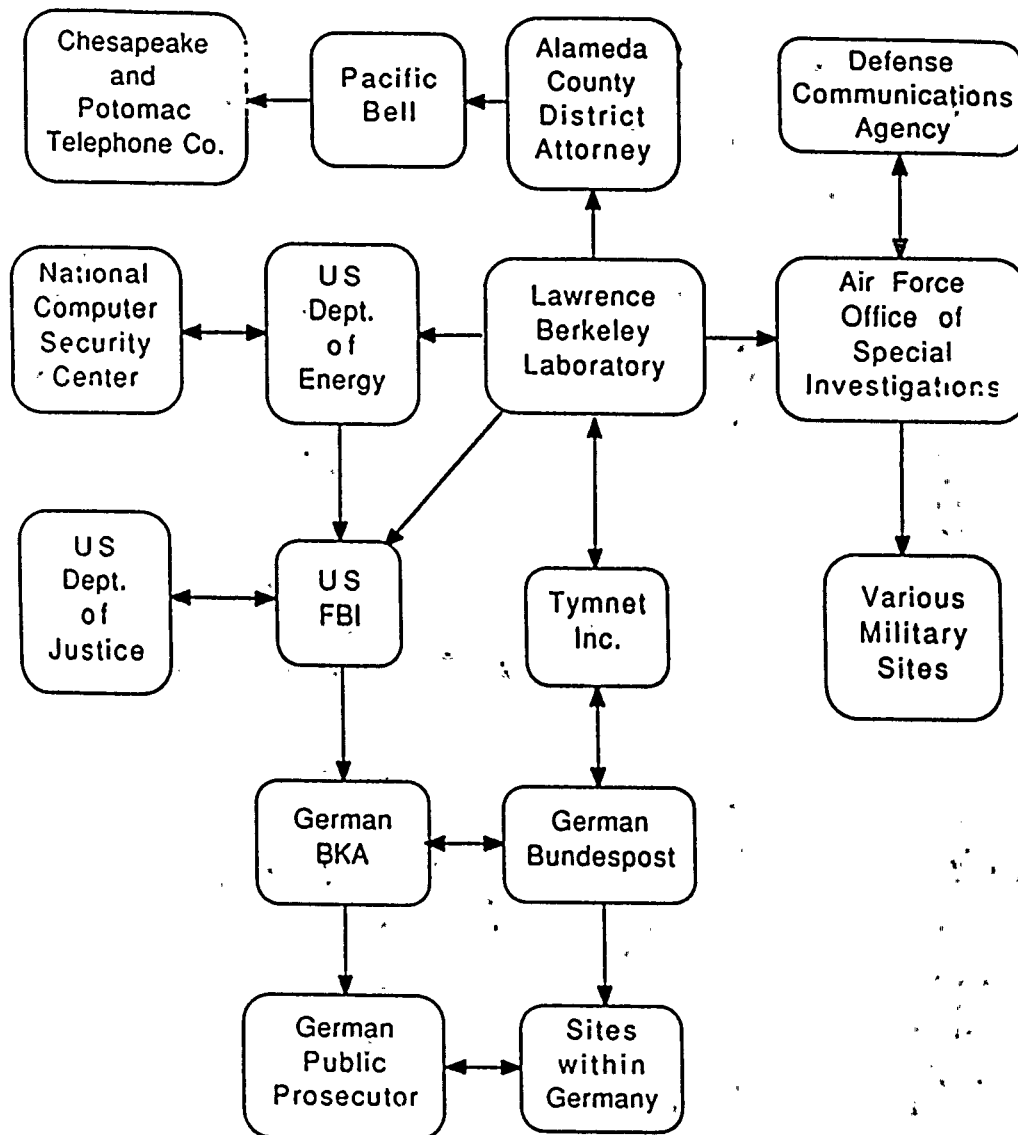 Chesapeake
and
Potomac
Telephone Co.
Pacific
Bell
Alameda
County
District
Attorney
Defense
Communications
Agency
National
Computer
Security
Center
US
Dept.
of
Energy
Lawrence
Berkeley
Laboratory
Air Force
Office of
Special
Investigations
US
Dept.
of
Justice
US
FBI
Tymnet
Inc.
Various
Military
Sites
German
BKA
German
Bundespost
German
Public
Prosecutor
Sites
within
Germany